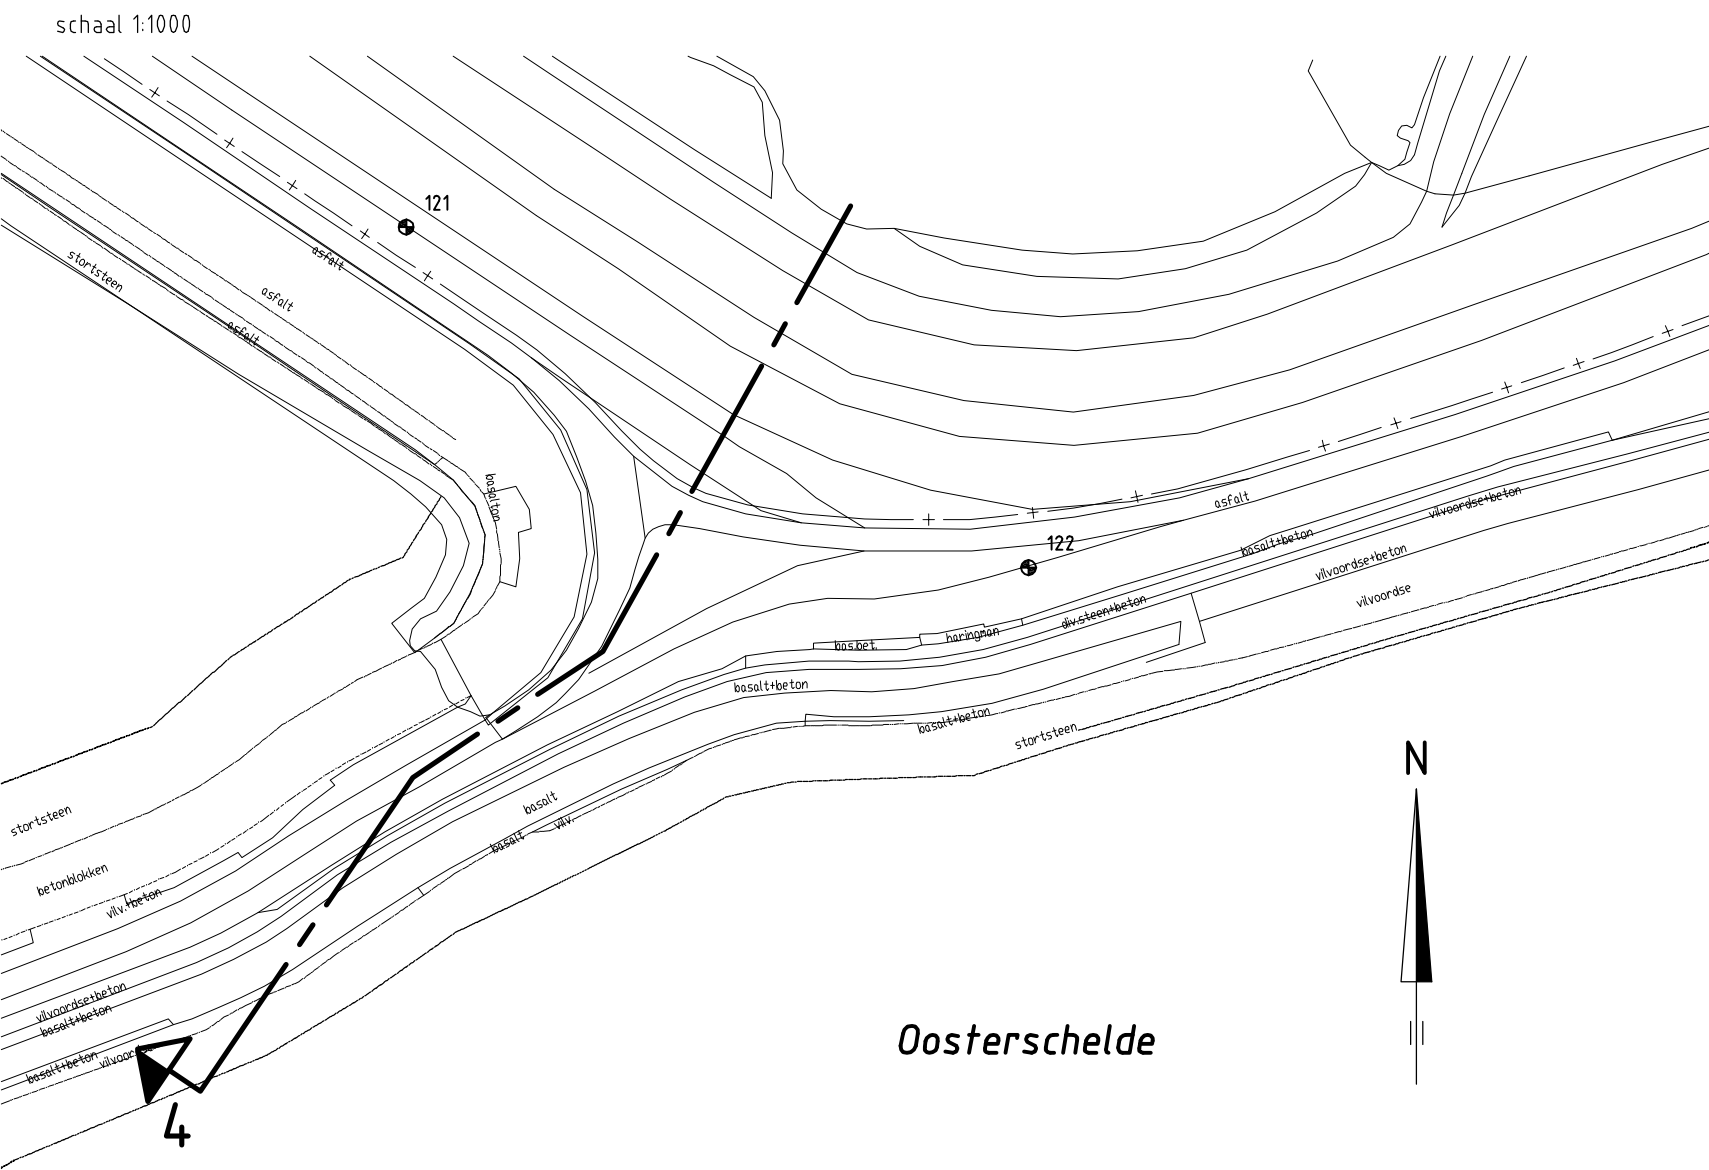 schaal 1:1000
121
asfalt
stortsteen
asfalt
asfalt
basalton
asfalt
vilvoordse+beton
122
basalt+beton
vilvoordse+beton
vilvoordse
div.steen+beton
haringman
bas.bet.
basalt+beton
basalt+beton
stortsteen
N
basalt
vilv.
basalt
stortsteen
betonblokken
vilv.+beton
vilvoordse+beton
basalt+beton
Oosterschelde
vilvoordse
basalt+beton
4